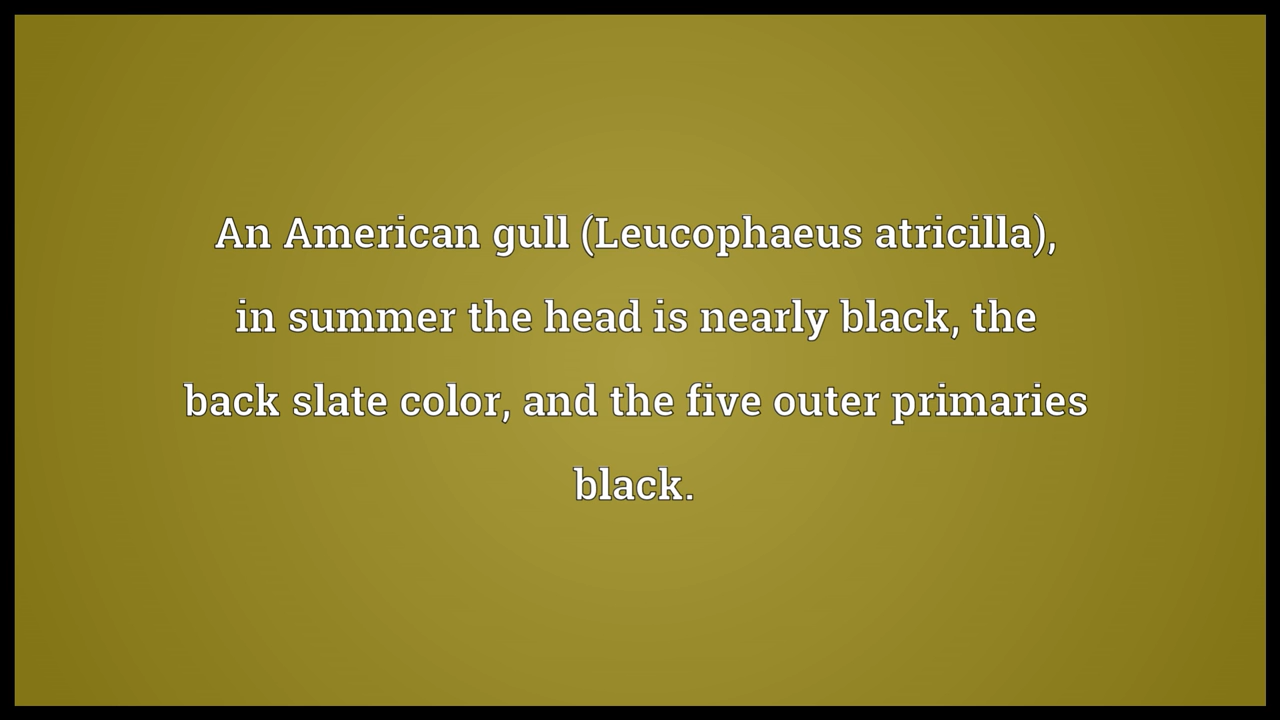 An American gull (Leucophaeus atricilla),
in summer the head is nearly black, the
back slate color, and the five outer primaries
black.